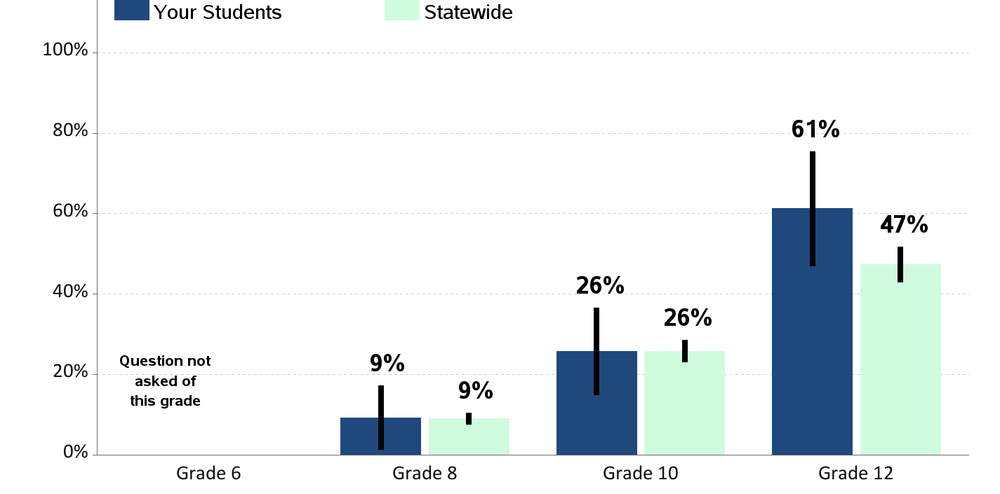 Your Students Statewide
100%
80%
61%
60%
47%
40%
26%
26%
20%
Question not
asked of
this grade
9%
9%
0%
Grade 6 Grade 8 Grade 10 Grade 12